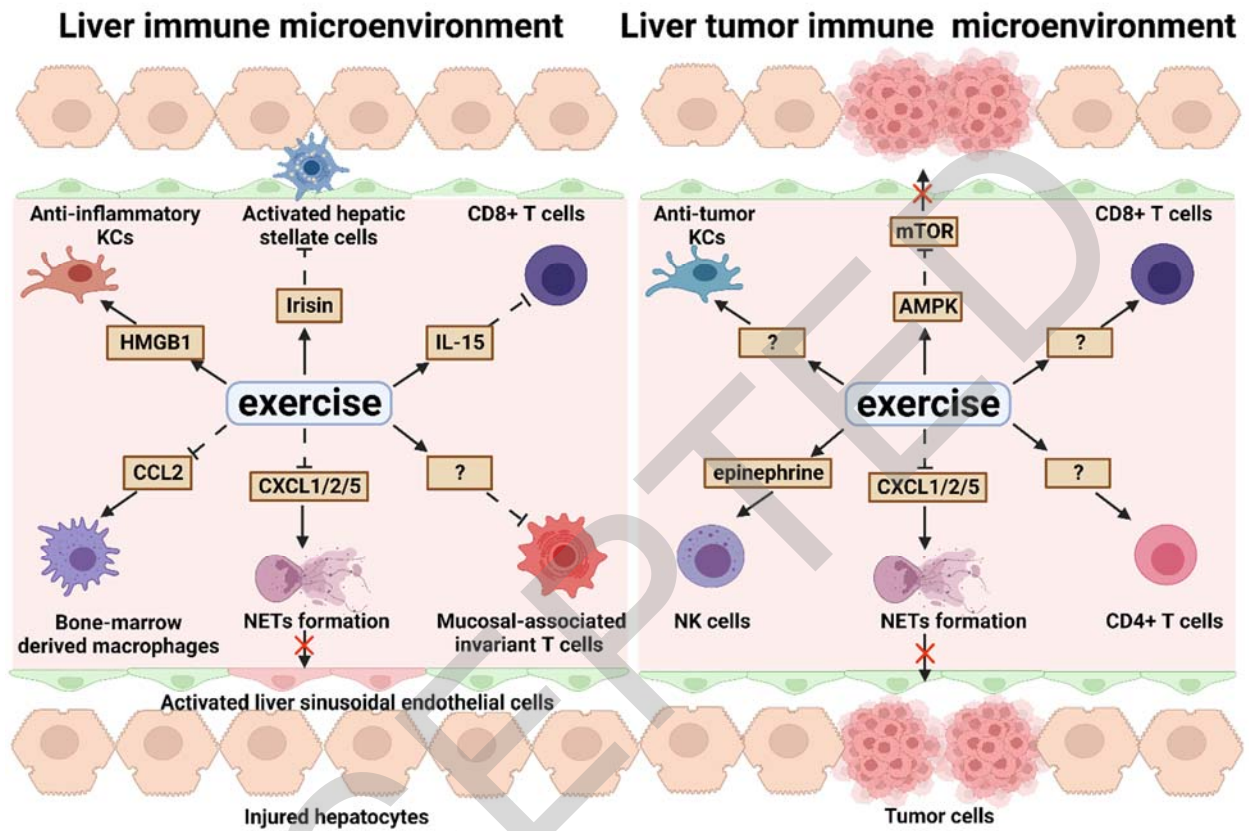 Liver immune microenvironment
Liver tumor immune microenvironment
Anti-inflammatory
KCs
Activated hepatic
stellate cells
CD8+ T cells
Irisin
HMGB1
IL-15
exercise
CCL2
CXCL1/2/5
?
Bone-marrow
derived macrophages
NETs formation
Mucosal-associated
invariant T cells
Activated liver sinusoidal endothelial cells
Injured hepatocytes
Anti-tumor
KCs
mTOR
CD8+ T cells
AMPK
?
?
exercise
epinephrine
CXCL1/2/5
?
NK cells
NETs formation
CD4+ T cells
Tumor cells
CEPTED